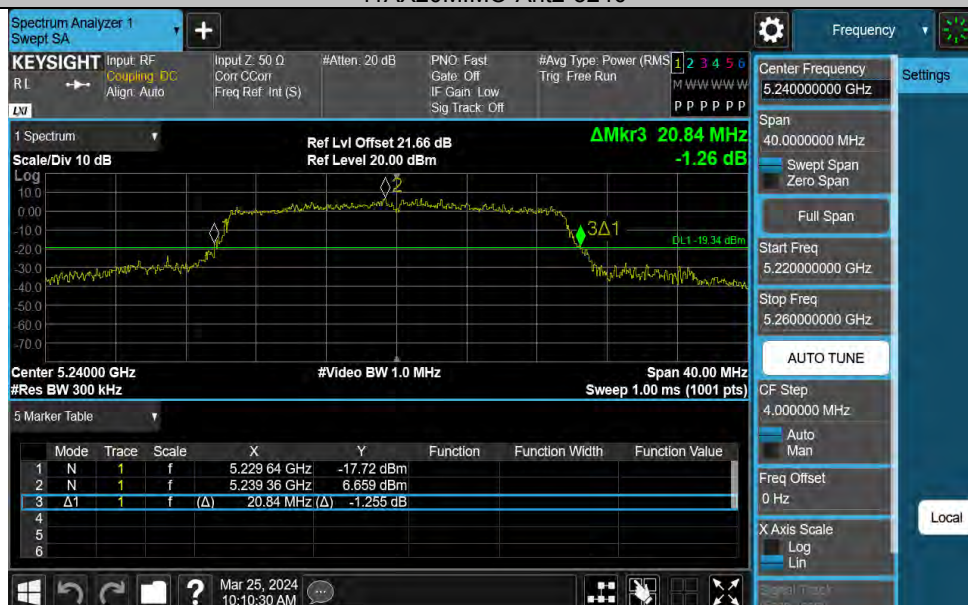 Spectrum Analyzer 1
Swept SA
Frequency
KEYSIGHT
RL
LXI
Input: RF
Coupling: DC
Align: Auto
Input Z: 50 Ω
Corr CCorr
Freq Ref: Int (S)
#Atten: 20 dB
PNO: Fast
Gate: Off
IF Gain: Low
Sig Track: Off
#Avg Type: Power (RMS
Trig: Free Run
1 2 3 4 5 6
M W W W W W
P P P P P P
1 Spectrum
Scale/Div 10 dB
Ref Lvl Offset 21.66 dB
Ref Level 20.00 dBm
ΔMkr3 20.84 MHz
-1.26 dB
Log
10.0
0.00
-10.0
-20.0
-30.0
-40.0
-50.0
-60.0
-70.0
2
3Δ1
DL1 -19.34 dBm
Center 5.24000 GHz
#Video BW 1.0 MHz
Span 40.00 MHz
#Res BW 300 kHz
Sweep 1.00 ms (1001 pts)
5 Marker Table
Mode Trace Scale X Y Function Function Width Function Value
1 N 1 f 5.229 64 GHz -17.72 dBm
2 N 1 f 5.239 36 GHz 6.659 dBm
3 Δ1 1 f (Δ) 20.84 MHz (Δ) -1.255 dB
4
5
6
Mar 25, 2024
10:10:30 AM
Center Frequency
5.240000000 GHz
Settings
Span
40.0000000 MHz
Swept Span
Zero Span
Full Span
Start Freq
5.220000000 GHz
Stop Freq
5.260000000 GHz
AUTO TUNE
CF Step
4.000000 MHz
Auto
Man
Freq Offset
0 Hz
Local
X Axis Scale
Log
Lin
Signal Track